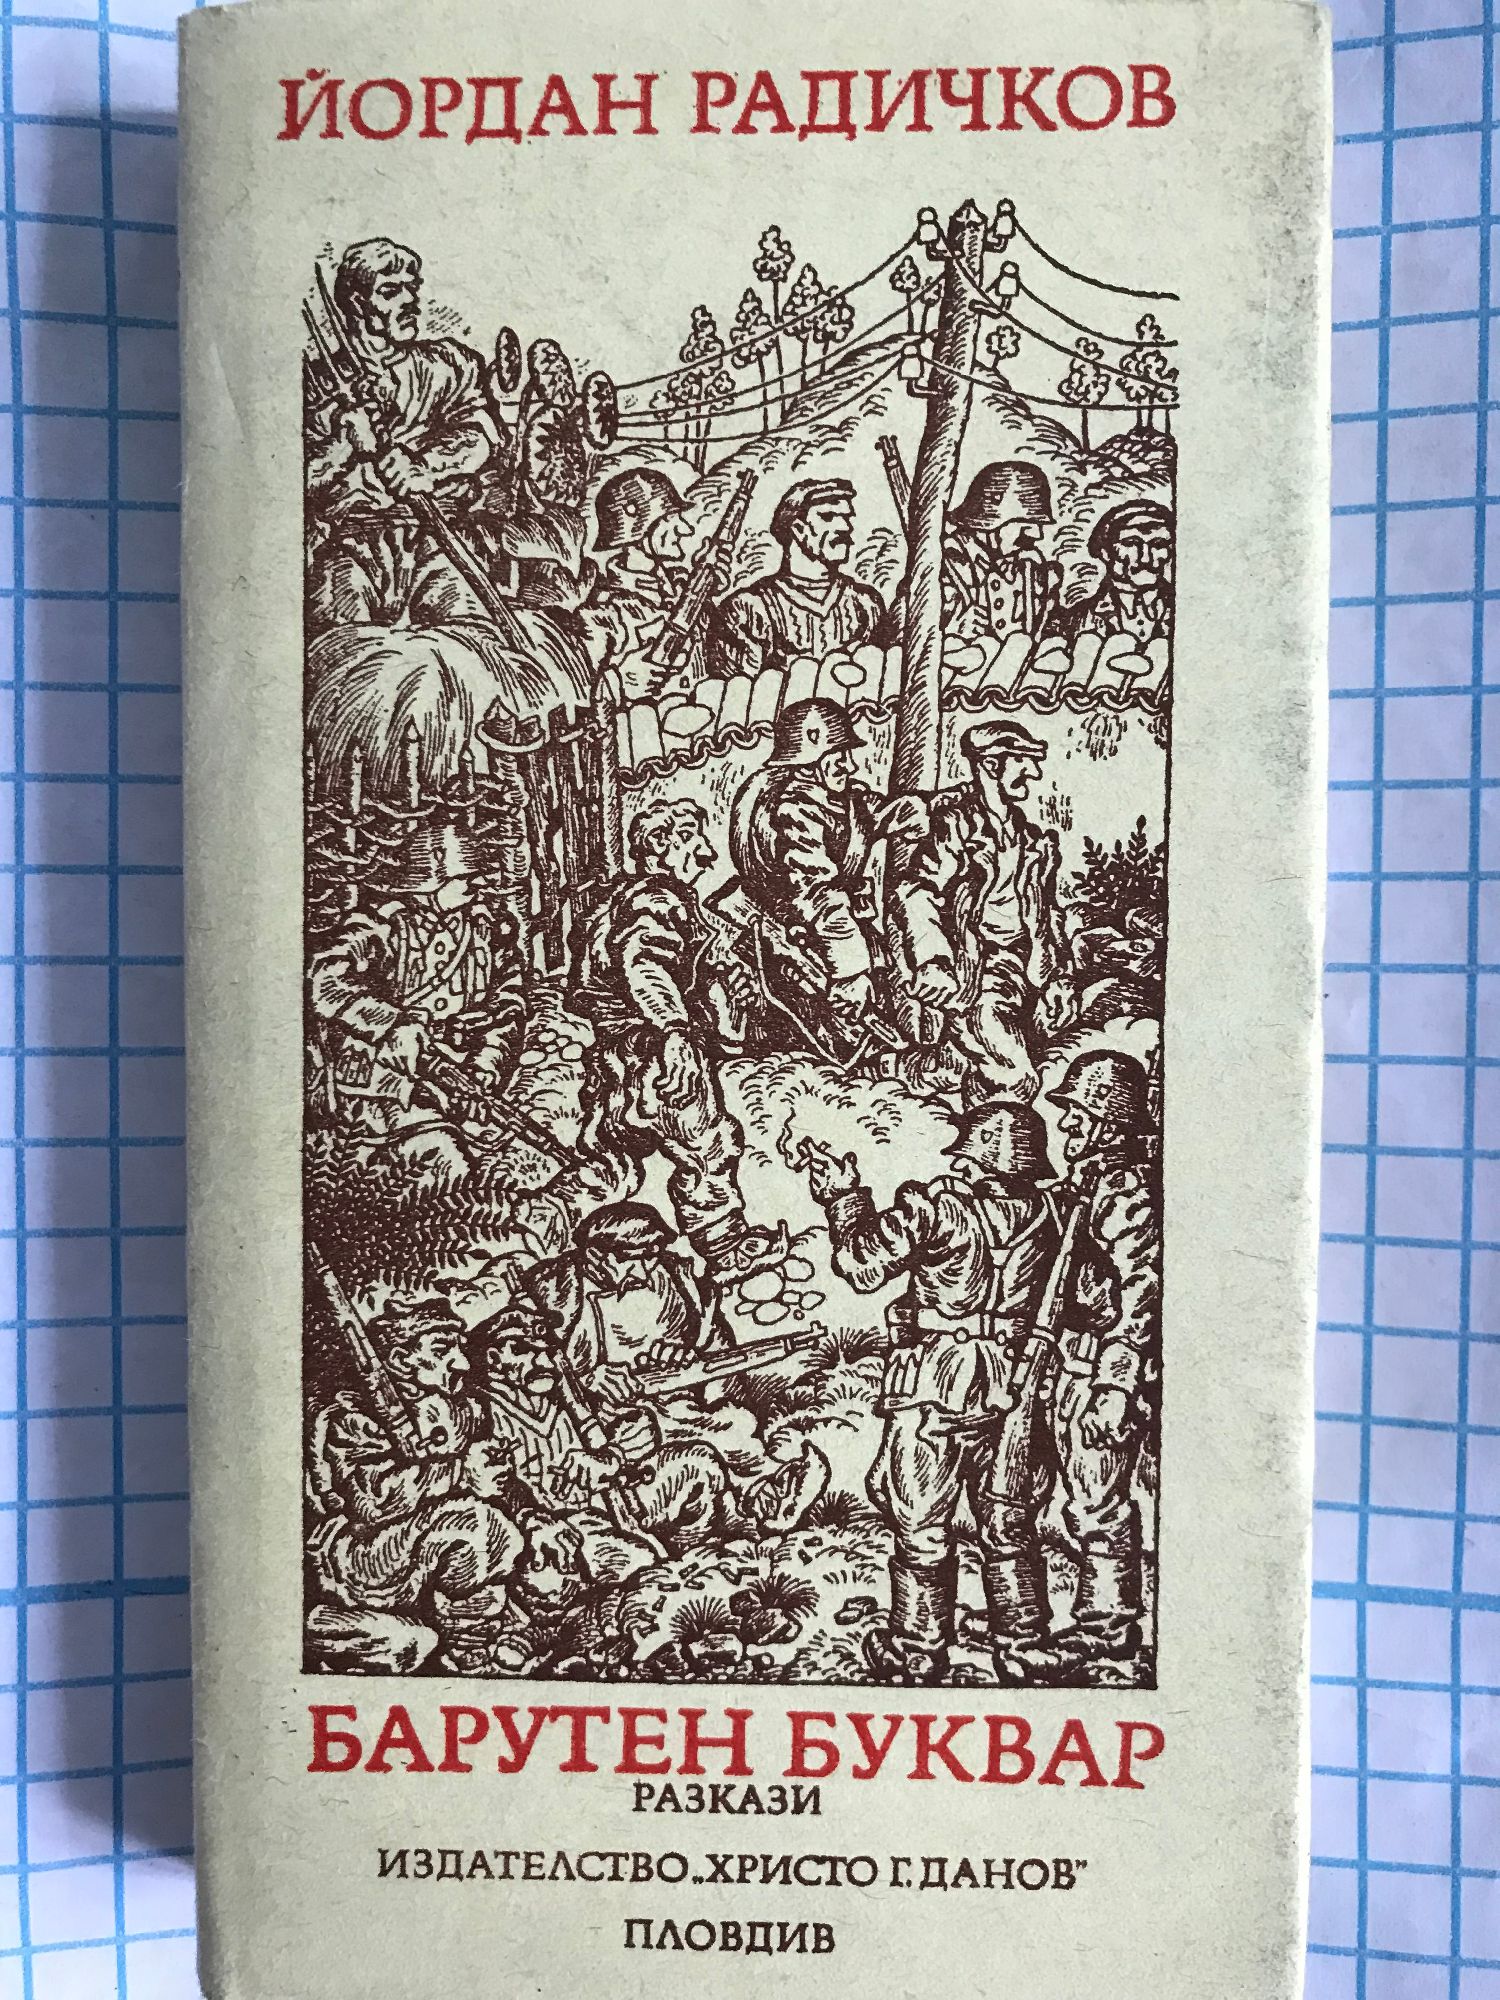 ЙОРДАН РАДИЧКОВ
БАРУТЕН БУКВАР
РАЗКАЗИ
ИЗДАТЕЛСТВО „ХРИСТО Г. ДАНОВ”
ПЛОВДИВ